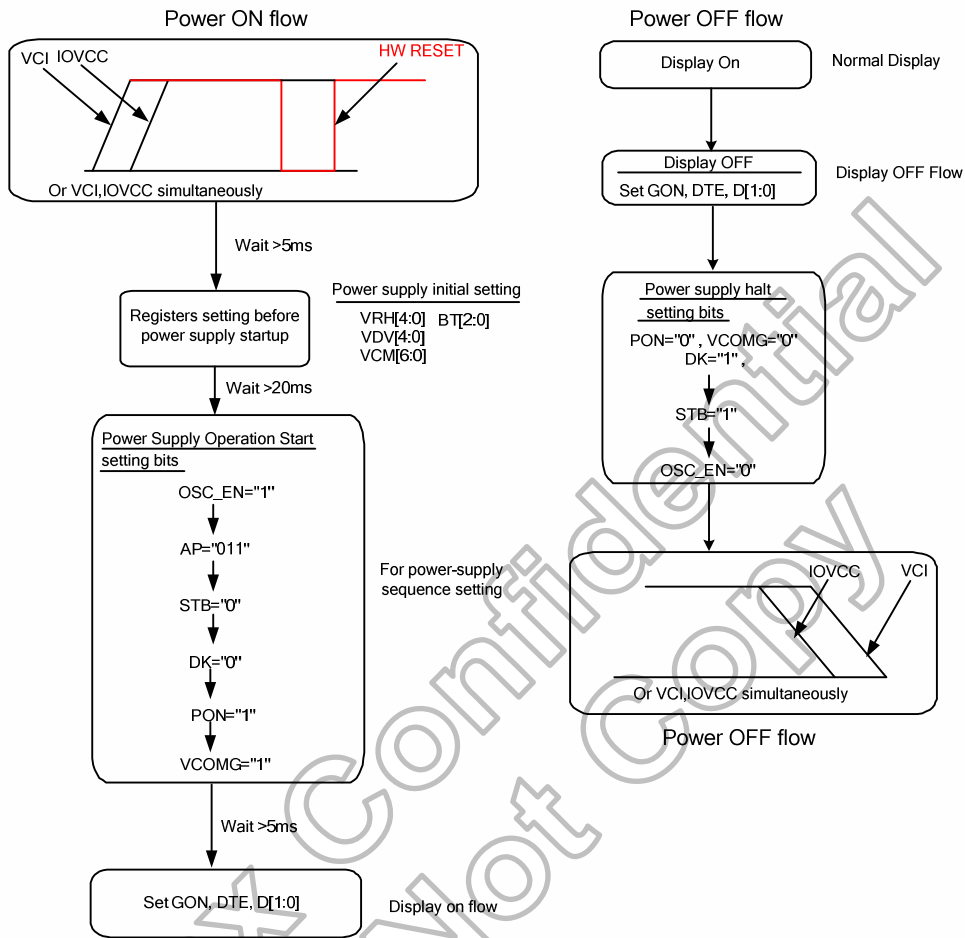 Power ON flow
VCI IOVCC
HW RESET
Or VCI,IOVCC simultaneously
Wait >5ms
Registers setting before
power supply startup
Power supply initial setting
VRH[4:0] BT[2:0]
VDV[4:0]
VCM[6:0]
Wait >20ms
Power Supply Operation Start
setting bits
OSC_EN="1"
AP="011"
STB="0"
DK="0"
PON="1"
VCOMG="1"
For power-supply
sequence setting
Wait >5ms
Set GON, DTE, D[1:0]
Display on flow
Power OFF flow
Display On
Normal Display
Display OFF
Set GON, DTE, D[1:0]
Display OFF Flow
Power supply halt
setting bits
PON="0" , VCOMG="0"
DK="1" ,
STB="1"
OSC_EN="0"
IOVCC
VCI
Or VCI,IOVCC simultaneously
Power OFF flow
x Confidential
Not Copy